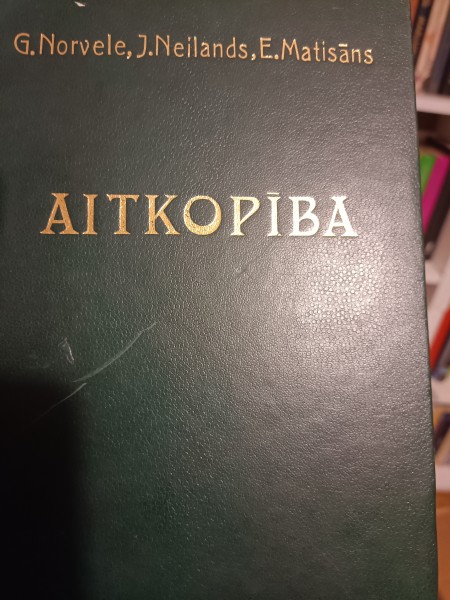 G. Norvele, J. Neilands, E. Matisāns
AITKOPĪBA